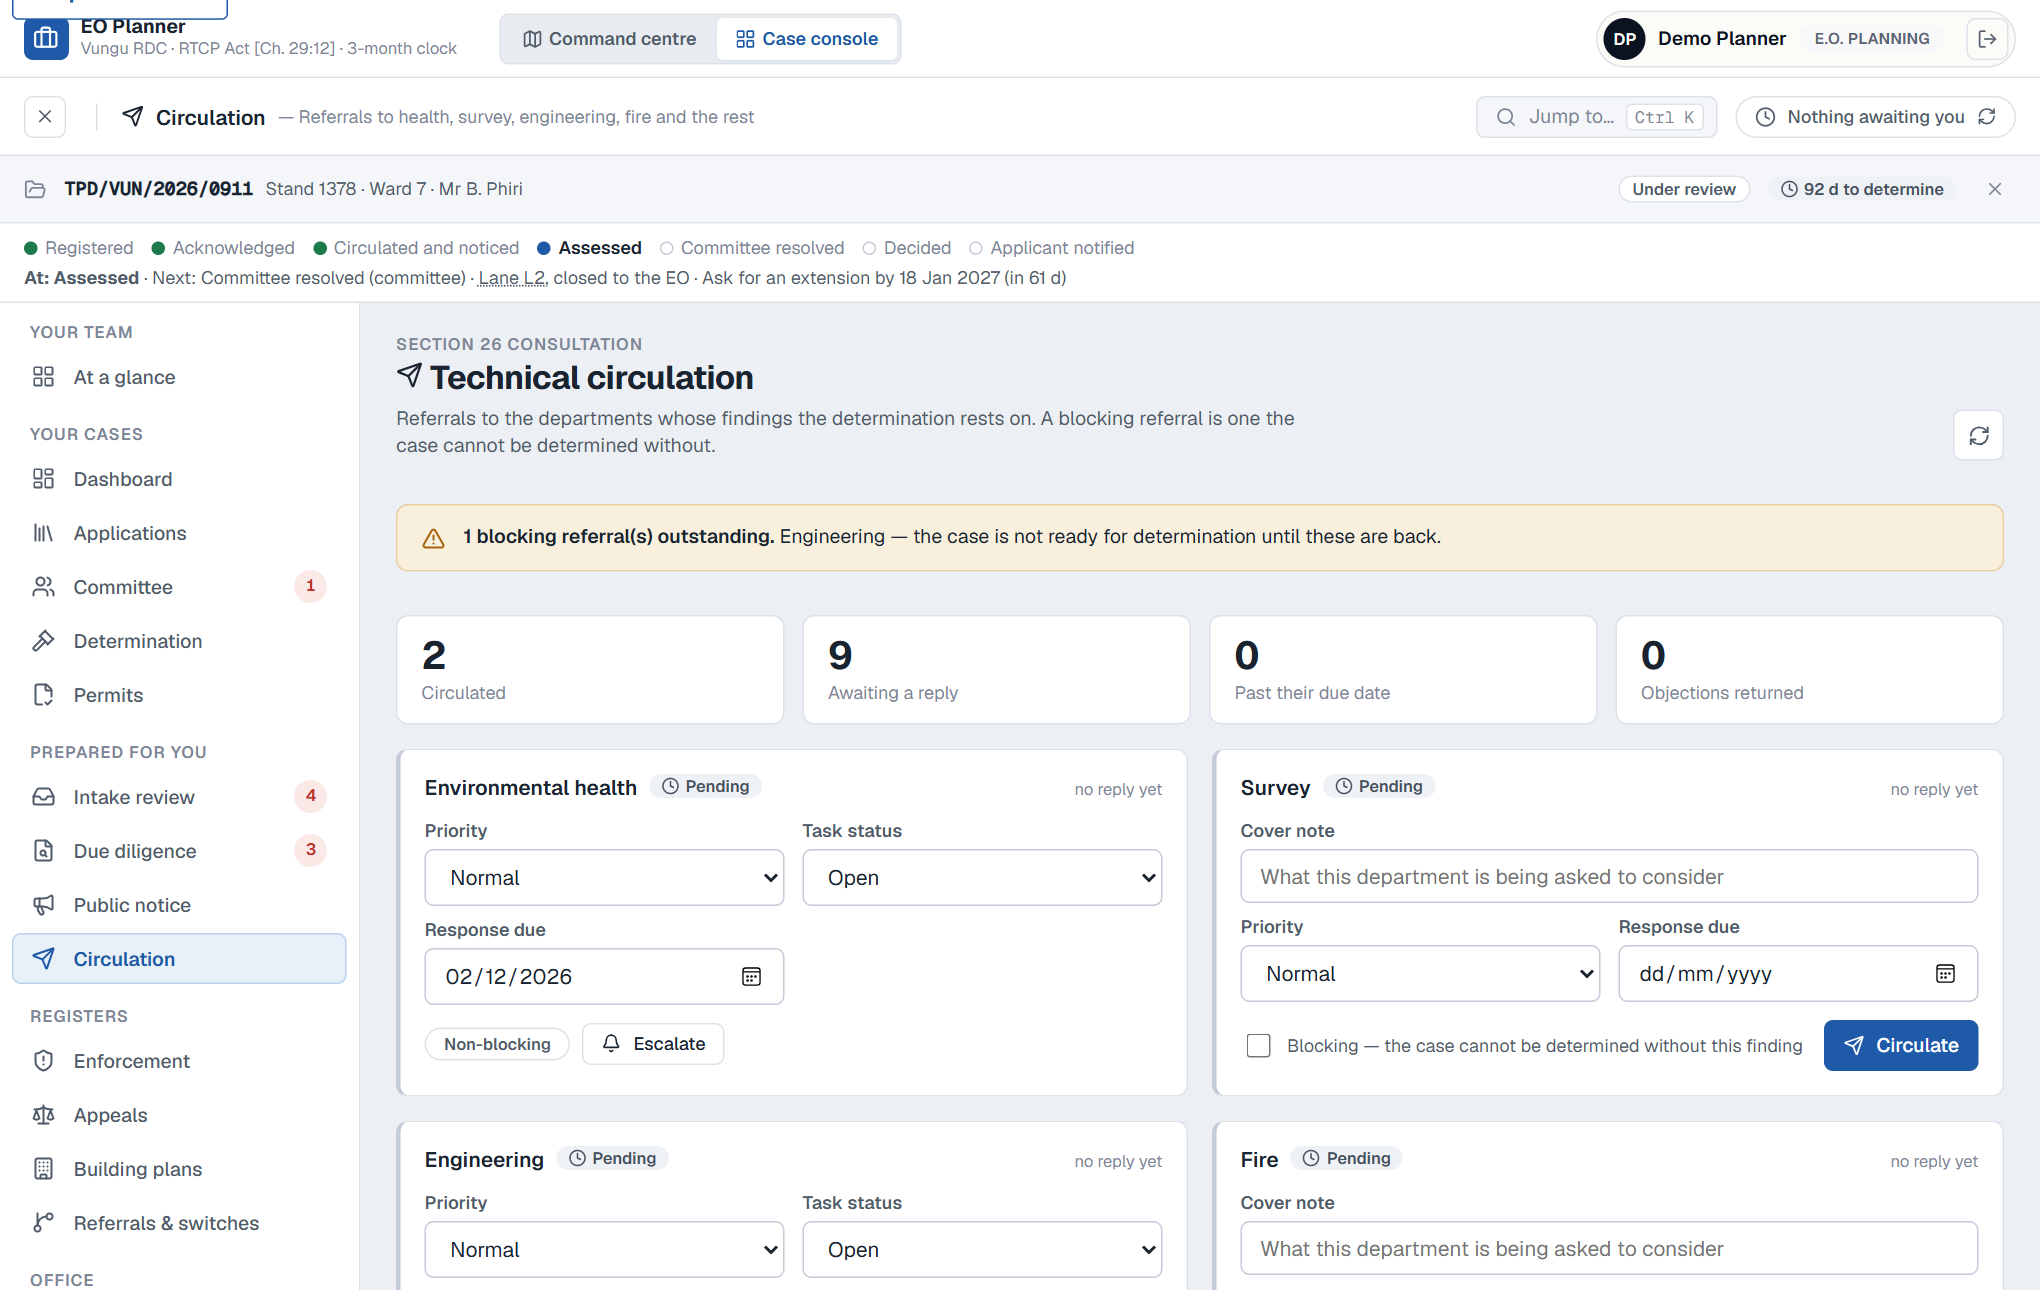 EO Planner
Vungu RDC · RTCP Act [Ch. 29:12] · 3-month clock
Command centre
Case console
DP
Demo Planner
E.O. PLANNING
Circulation — Referrals to health, survey, engineering, fire and the rest
Jump to... Ctrl K
Nothing awaiting you
TPD/VUN/2026/0911 Stand 1378 · Ward 7 · Mr B. Phiri
Under review
92 d to determine
Registered Acknowledged Circulated and noticed Assessed Committee resolved Decided Applicant notified
At: Assessed · Next: Committee resolved (committee) · Lane L2, closed to the EO · Ask for an extension by 18 Jan 2027 (in 61 d)
YOUR TEAM
At a glance
YOUR CASES
Dashboard
Applications
Committee 1
Determination
Permits
PREPARED FOR YOU
Intake review 4
Due diligence 3
Public notice
Circulation
REGISTERS
Enforcement
Appeals
Building plans
Referrals & switches
OFFICE
SECTION 26 CONSULTATION
Technical circulation
Referrals to the departments whose findings the determination rests on. A blocking referral is one the
case cannot be determined without.
1 blocking referral(s) outstanding. Engineering — the case is not ready for determination until these are back.
2
Circulated
9
Awaiting a reply
0
Past their due date
0
Objections returned
Environmental health Pending no reply yet
Priority Task status
Normal Open
Response due
02/12/2026
Non-blocking Escalate
Survey Pending no reply yet
Cover note
What this department is being asked to consider
Priority Response due
Normal dd/mm/yyyy
Blocking — the case cannot be determined without this finding Circulate
Engineering Pending no reply yet
Priority Task status
Normal Open
Fire Pending no reply yet
Cover note
What this department is being asked to consider